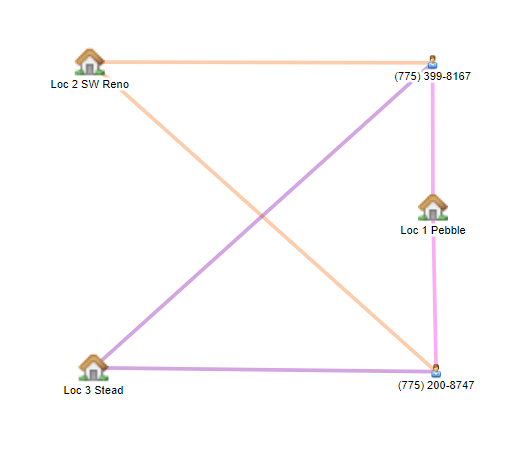 Loc 2 SW Reno
(775) 399-8167
Loc 1 Pebble
Loc 3 Stead
(775) 200-8747